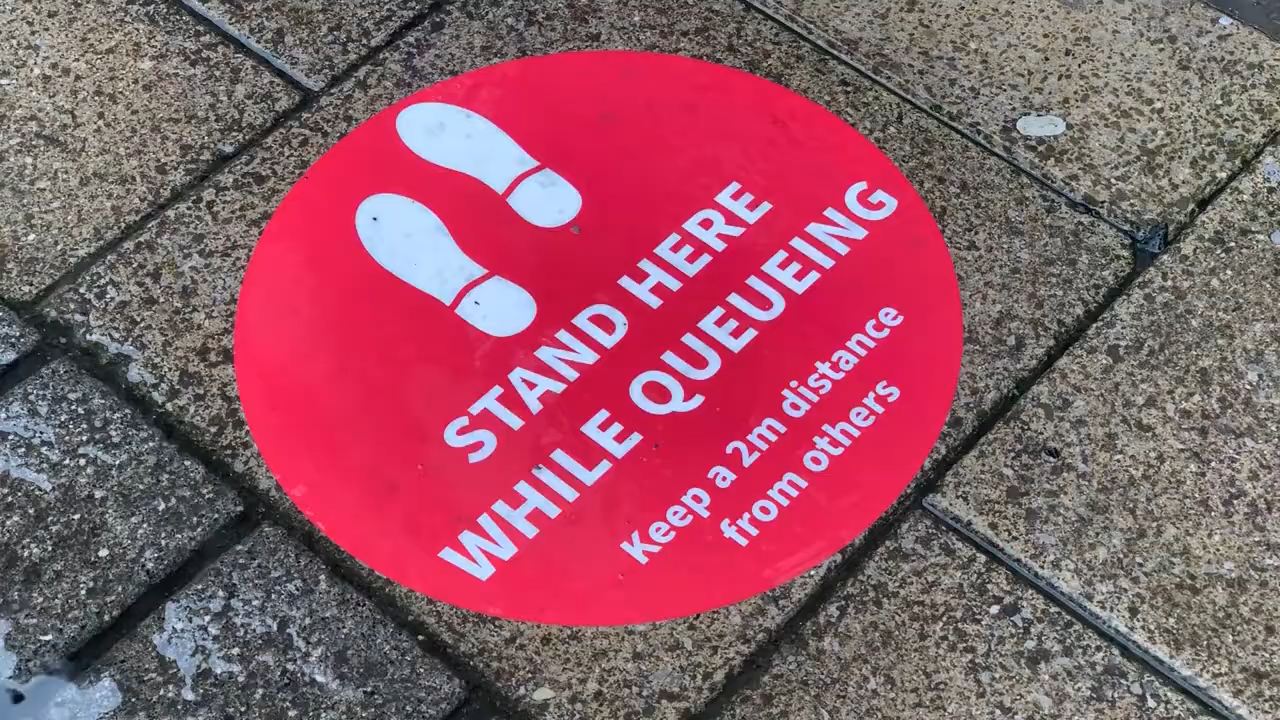 STAND HERE
WHILE QUEUEING
Keep a 2m distance
from others